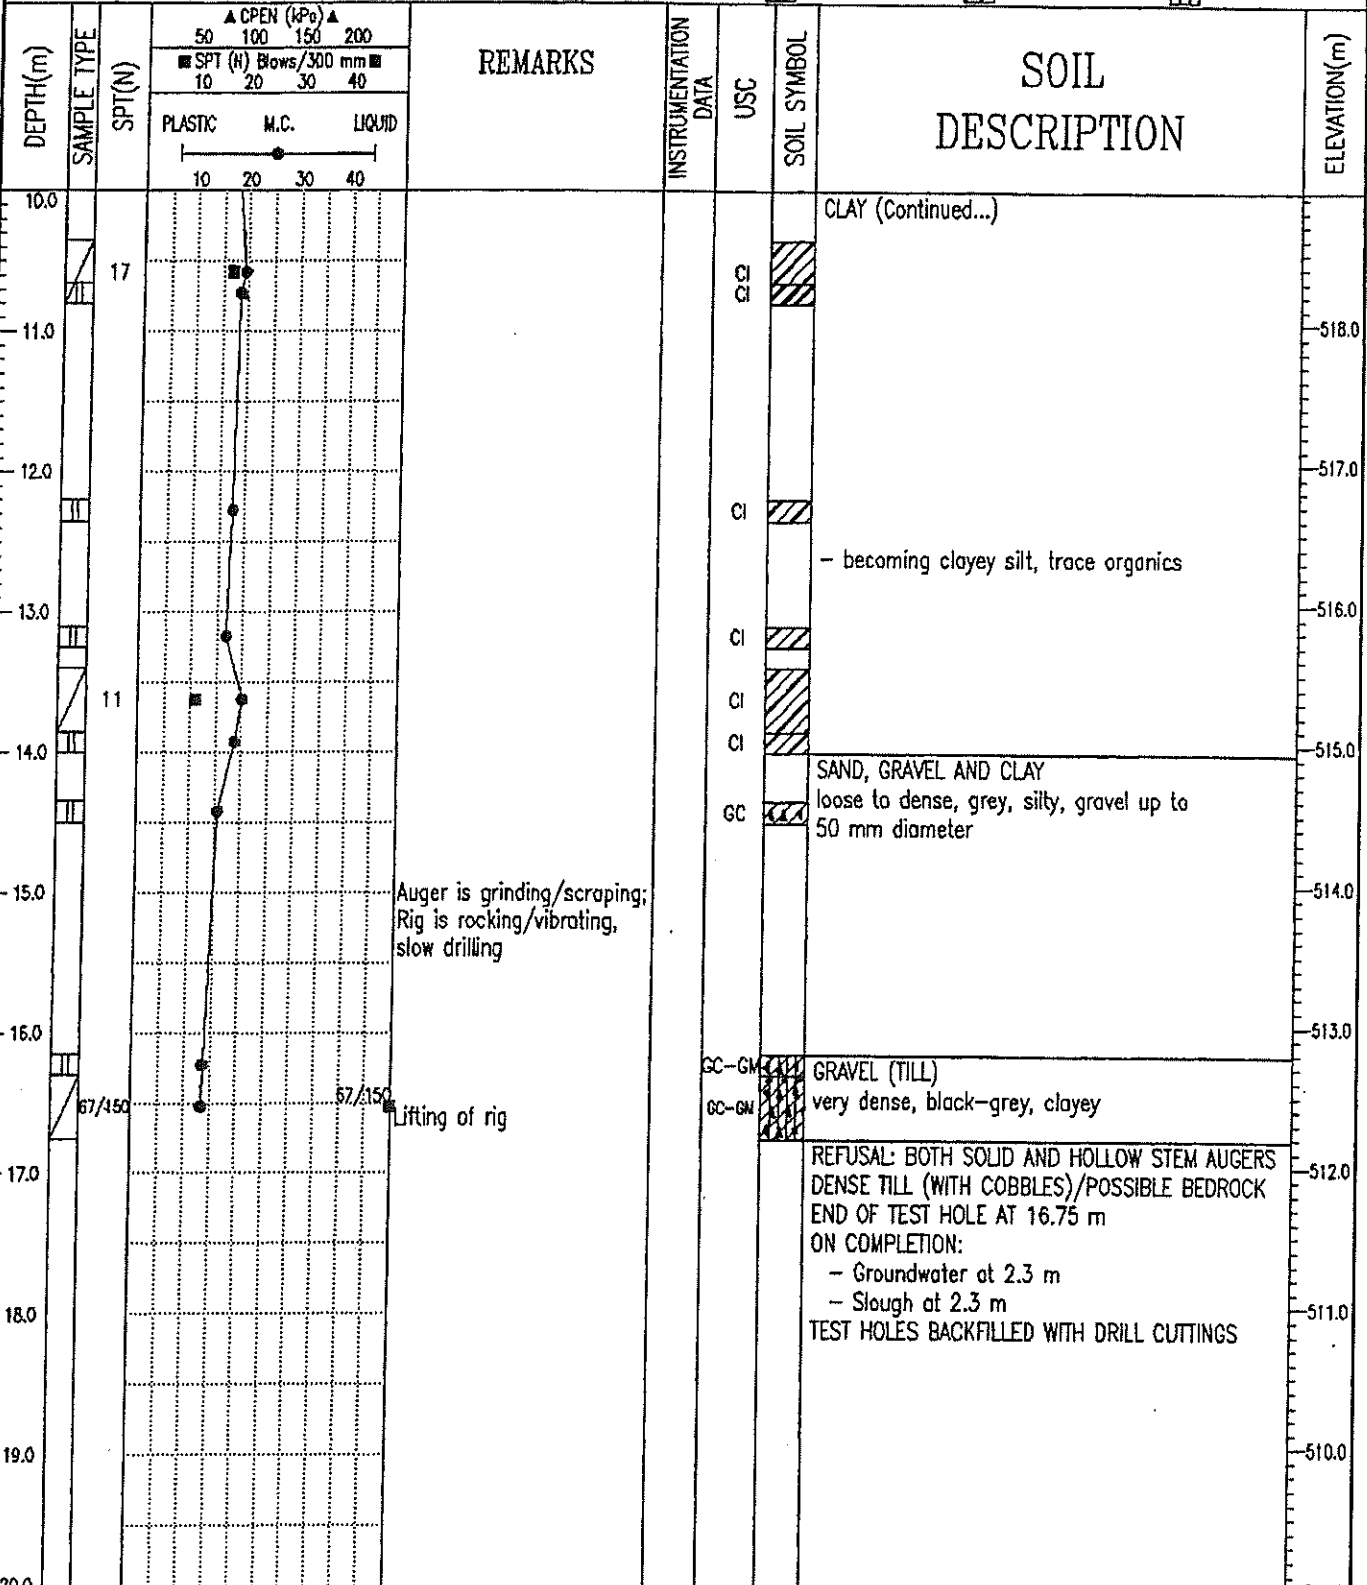 ▲ CPEN (kPa) ▲
50 100 150 200
■ SPT (N) Blows/300 mm ■
10 20 30 40
PLASTIC M.C. LIQUID
10 20 30 40
DEPTH(m)
SAMPLE TYPE
SPT(N)
REMARKS
INSTRUMENTATION
DATA
USC
SOIL SYMBOL
SOIL
DESCRIPTION
ELEVATION(m)
10.0
CLAY (Continued...)
17
CI
CI
11.0
518.0
12.0
517.0
CI
– becoming clayey silt, trace organics
13.0
516.0
CI
11
CI
CI
14.0
515.0
SAND, GRAVEL AND CLAY
loose to dense, grey, silty, gravel up to
GC
50 mm diameter
15.0
514.0
Auger is grinding/scraping;
Rig is rocking/vibrating,
slow drilling
16.0
513.0
GC-GM
GRAVEL (TILL)
67/450
67/150
Lifting of rig
GC-GM
very dense, black-grey, clayey
17.0
512.0
REFUSAL: BOTH SOLID AND HOLLOW STEM AUGERS
DENSE TILL (WITH COBBLES)/POSSIBLE BEDROCK
END OF TEST HOLE AT 16.75 m
ON COMPLETION:
– Groundwater at 2.3 m
– Slough at 2.3 m
18.0
511.0
TEST HOLES BACKFILLED WITH DRILL CUTTINGS
19.0
510.0
20.0